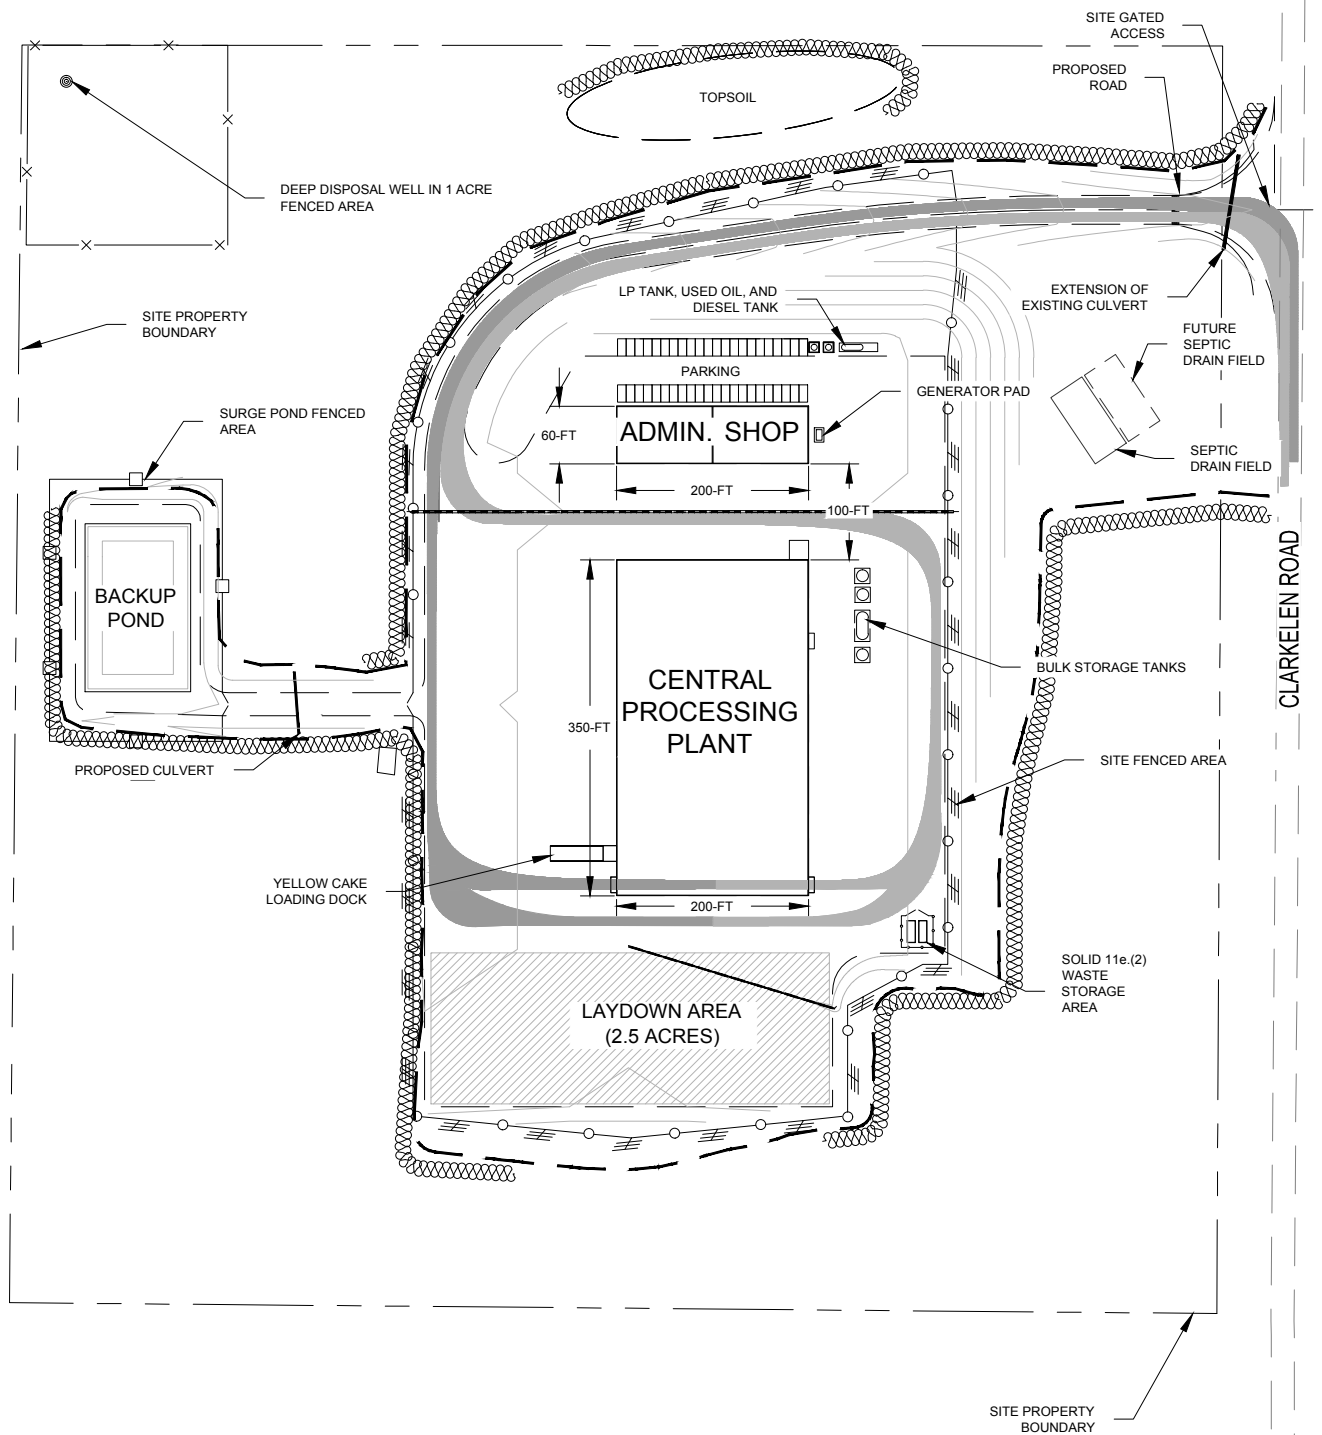 SITE GATED
ACCESS
PROPOSED
ROAD
TOPSOIL
DEEP DISPOSAL WELL IN 1 ACRE
FENCED AREA
LP TANK, USED OIL, AND
DIESEL TANK
EXTENSION OF
EXISTING CULVERT
SITE PROPERTY
BOUNDARY
FUTURE
SEPTIC
DRAIN FIELD
PARKING
GENERATOR PAD
SURGE POND FENCED
AREA
60-FT
ADMIN. SHOP
SEPTIC
DRAIN FIELD
200-FT
100-FT
CLARKELEN ROAD
BACKUP
POND
BULK STORAGE TANKS
CENTRAL
PROCESSING
PLANT
350-FT
PROPOSED CULVERT
SITE FENCED AREA
YELLOW CAKE
LOADING DOCK
200-FT
SOLID 11e.(2)
WASTE
STORAGE
AREA
LAYDOWN AREA
(2.5 ACRES)
SITE PROPERTY
BOUNDARY